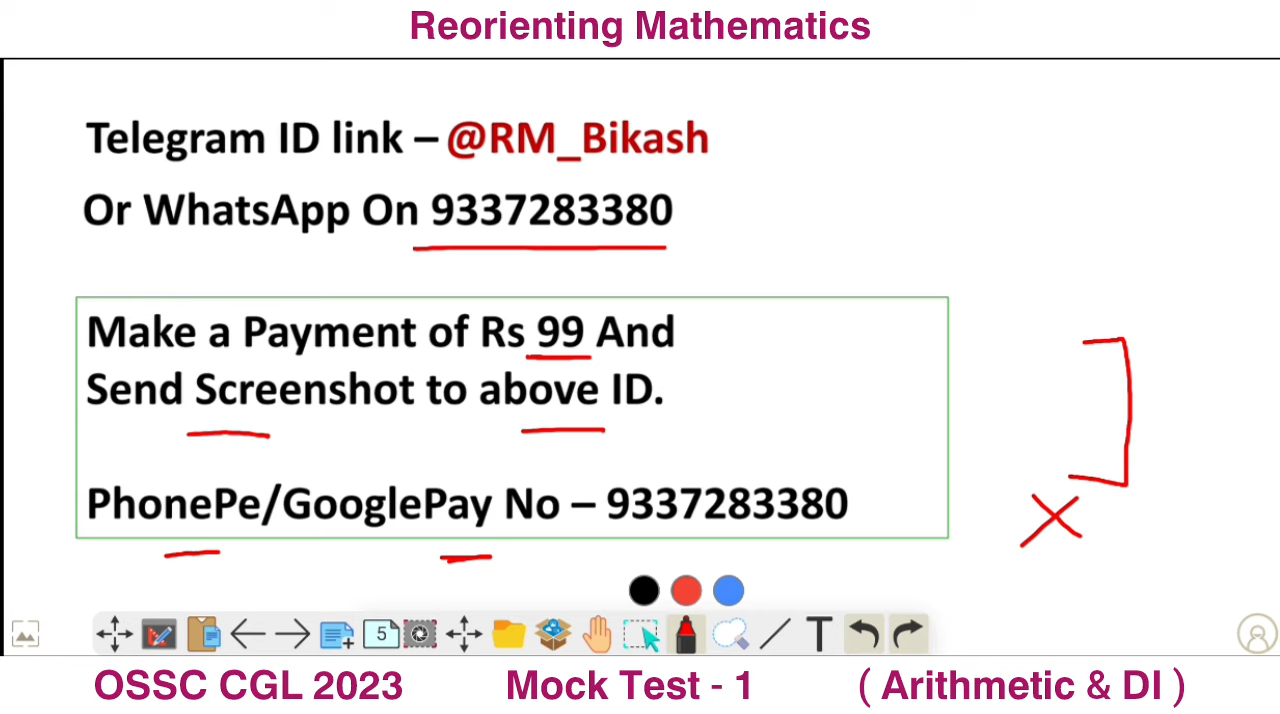 Reorienting Mathematics
Telegram ID link – @RM_Bikash
Or WhatsApp On 9337283380
Make a Payment of Rs 99 And
Send Screenshot to above ID.
PhonePe/GooglePay No – 9337283380
5
T
OSSC CGL 2023 Mock Test - 1 ( Arithmetic & DI )